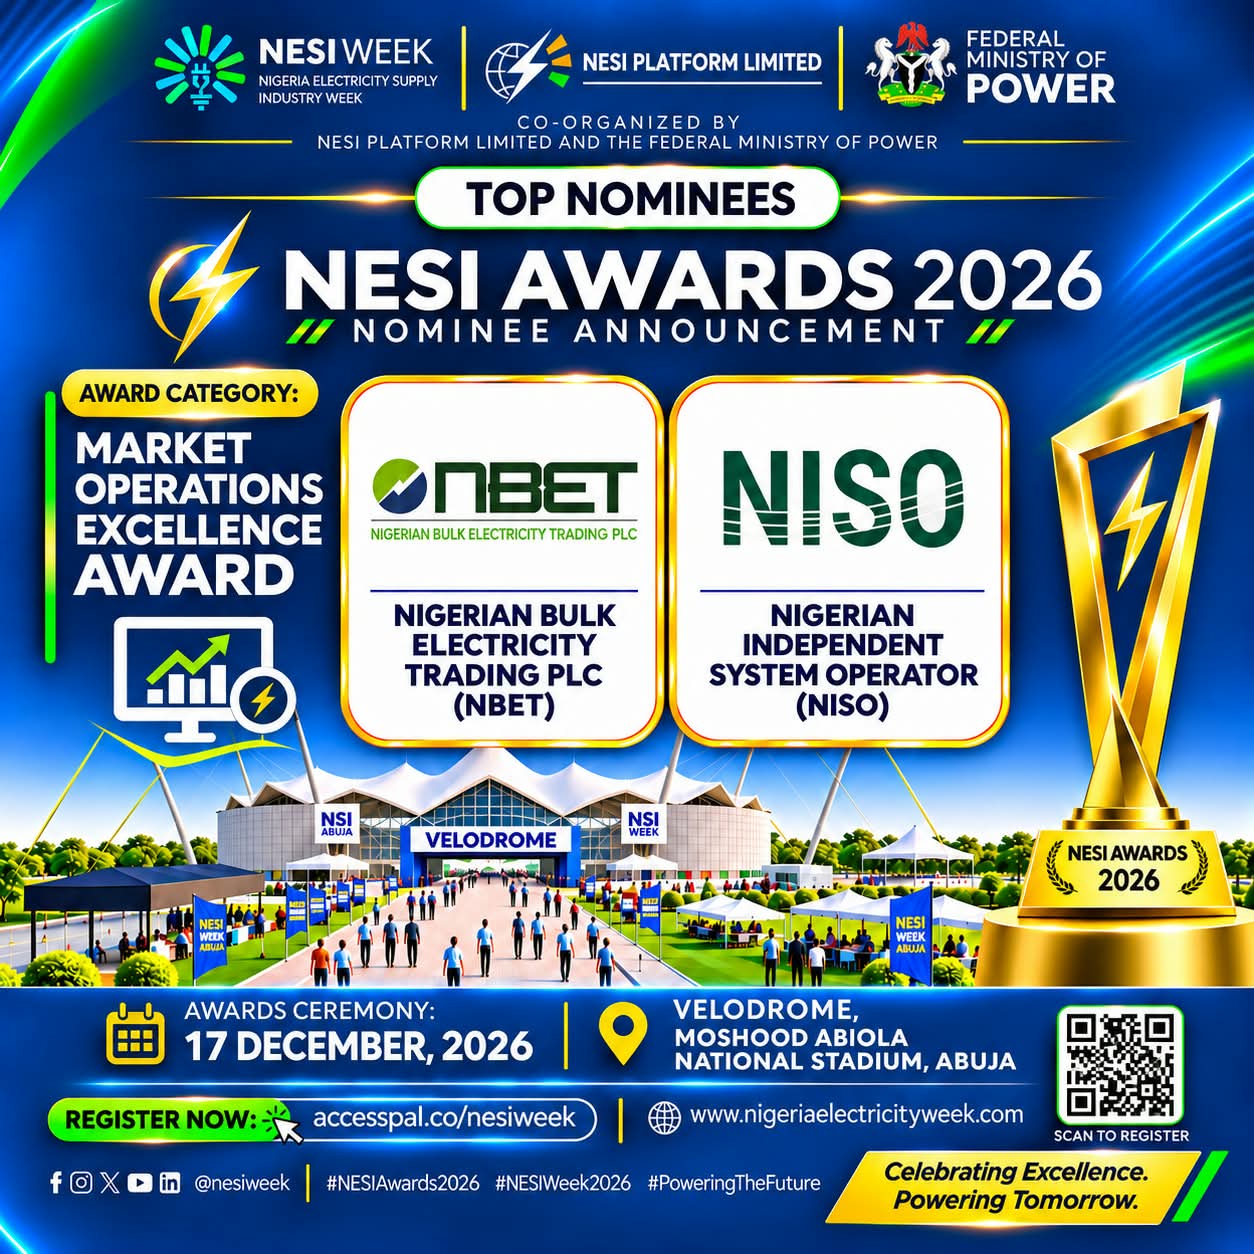 NESI WEEK
NIGERIA ELECTRICITY SUPPLY
INDUSTRY WEEK
NESI PLATFORM LIMITED
FEDERAL
MINISTRY OF
POWER
CO-ORGANIZED BY
NESI PLATFORM LIMITED AND THE FEDERAL MINISTRY OF POWER
TOP NOMINEES
NESI AWARDS 2026
NOMINEE ANNOUNCEMENT
AWARD CATEGORY:
MARKET
OPERATIONS
EXCELLENCE
AWARD
NBET
NIGERIAN BULK ELECTRICITY TRADING PLC
NIGERIAN BULK
ELECTRICITY
TRADING PLC
(NBET)
NISO
NIGERIAN
INDEPENDENT
SYSTEM OPERATOR
(NISO)
NSI
ABUJA
VELODROME
NSI
WEEK
NESI
WEEK
ABUJA
NESI
WEEK
ABUJA
NESI AWARDS
2026
AWARDS CEREMONY:
17 DECEMBER, 2026
VELODROME,
MOSHOOD ABIOLA
NATIONAL STADIUM, ABUJA
REGISTER NOW:
accesspal.co/nesiweek
www.nigeriaelectricityweek.com
SCAN TO REGISTER
@nesiweek
#NESIAwards2026 #NESIWeek2026 #PoweringTheFuture
Celebrating Excellence.
Powering Tomorrow.